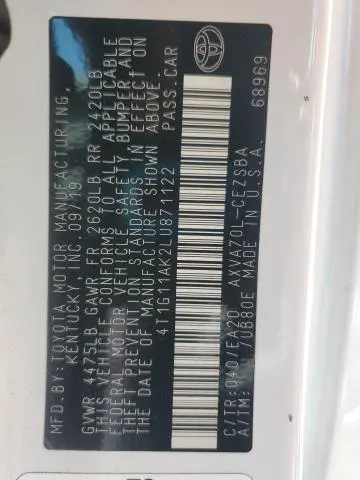 MFD.BY:TOYOTA MOTOR MANUFACTURING,
KENTUCKY, INC.09/19
GVWR 4475LB GAWR FR 2620LB RR 2420LB
THIS VEHICLE CONFORMS TO ALL APPLICABLE
FEDERAL MOTOR VEHICLE SAFETY BUMPER AND
THEFT PREVENTION STANDARDS IN EFFECT ON
THE DATE OF MANUFACTURE SHOWN ABOVE.
4T1G11AK2LU871122 PASS.CAR
C/TR:040/EA20 AXVA70L-CEZSBA
A/TM: /UB80E MADE IN U.S.A.
68969